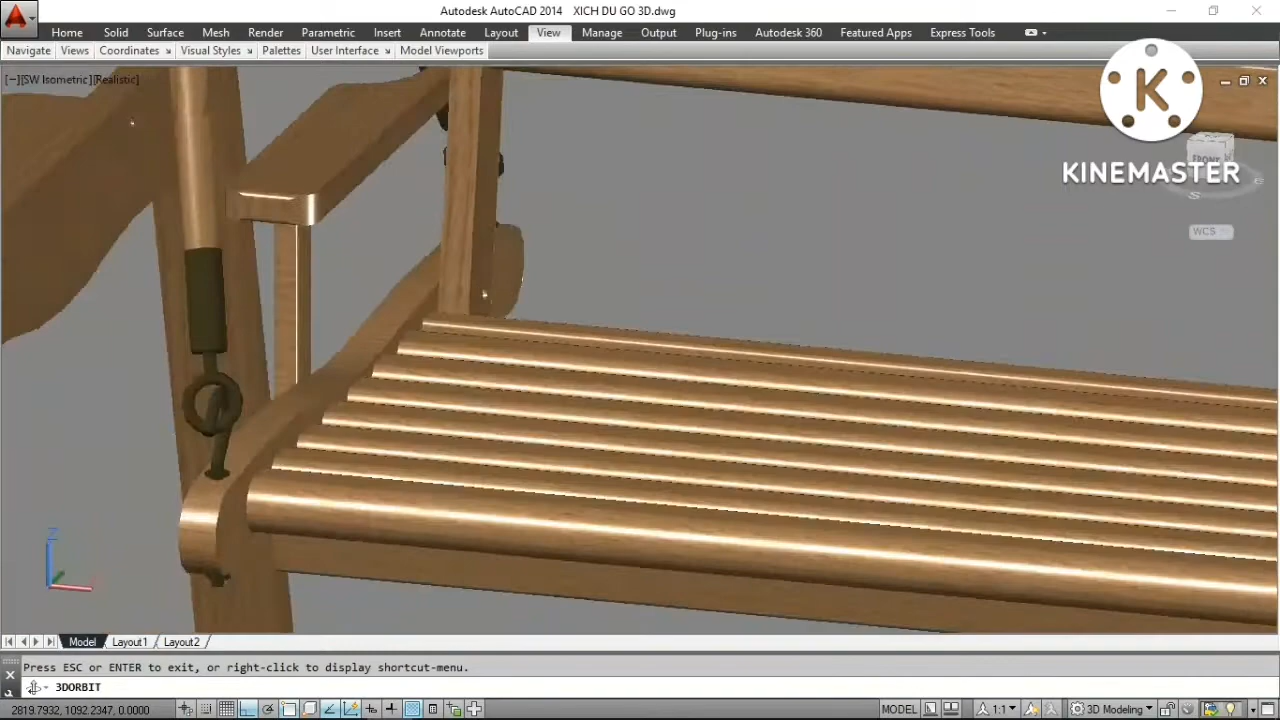 Autodesk AutoCAD 2014 XICH DU GO 3D.dwg
Home Solid Surface Mesh Render Parametric Insert Annotate Layout View Manage Output Plug-ins Autodesk 360 Featured Apps Express Tools
Navigate Views Coordinates Visual Styles Palettes User Interface Model Viewports
[−][SW Isometric][Realistic]
K
KINEMASTER
FRONT
S
E
WCS
Z
Model Layout1 Layout2
Press ESC or ENTER to exit, or right-click to display shortcut-menu.
3DORBIT
2819.7932, 1092.2347, 0.0000 MODEL 1:1 3D Modeling